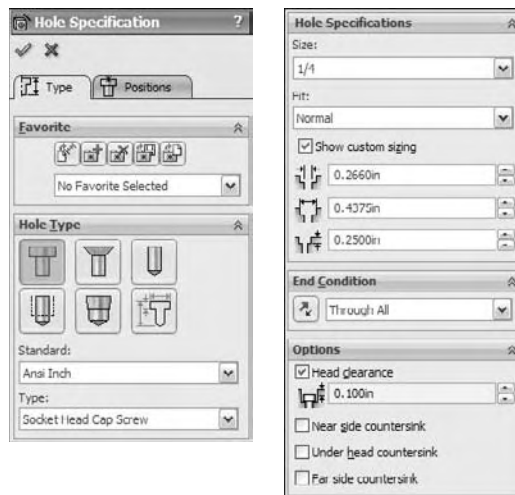 Hole Specification ?
Type Positions
Favorite
No Favorite Selected
Hole Type
Standard:
Ansi Inch
Type:
Socket Head Cap Screw
Hole Specifications
Size:
1/4
Fit:
Normal
Show custom sizing
0.2660in
0.4375in
0.2500in
End Condition
Through All
Options
Head clearance
0.100in
Near side countersink
Under head countersink
Far side countersink